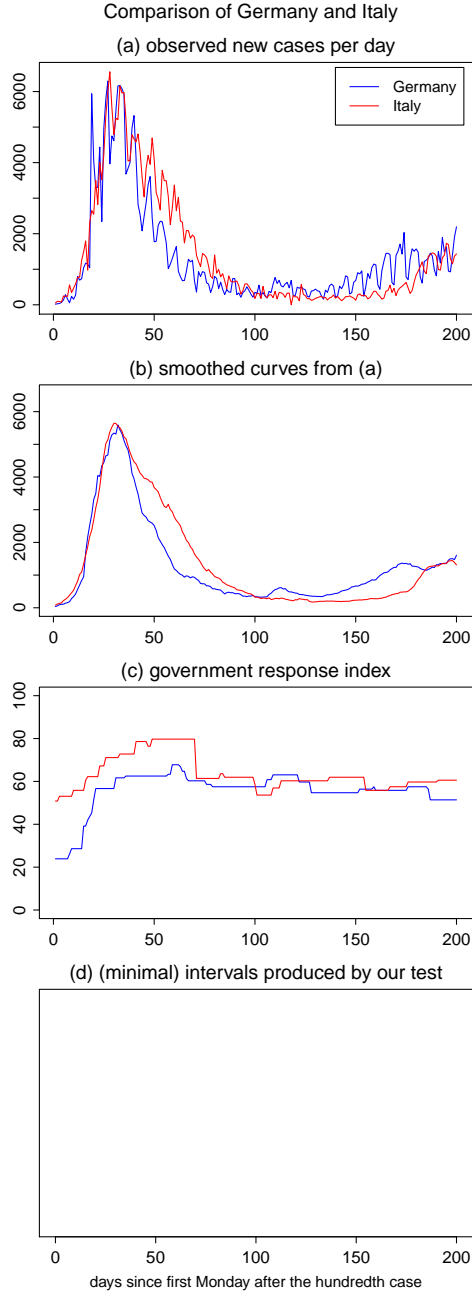 Comparison of Germany and Italy
(a) observed new cases per day
Germany
Italy
6000
4000
2000
0
0 50 100 150 200
(b) smoothed curves from (a)
6000
4000
2000
0
0 50 100 150 200
(c) government response index
100
80
60
40
20
0
0 50 100 150 200
(d) (minimal) intervals produced by our test
0 50 100 150 200
days since first Monday after the hundredth case